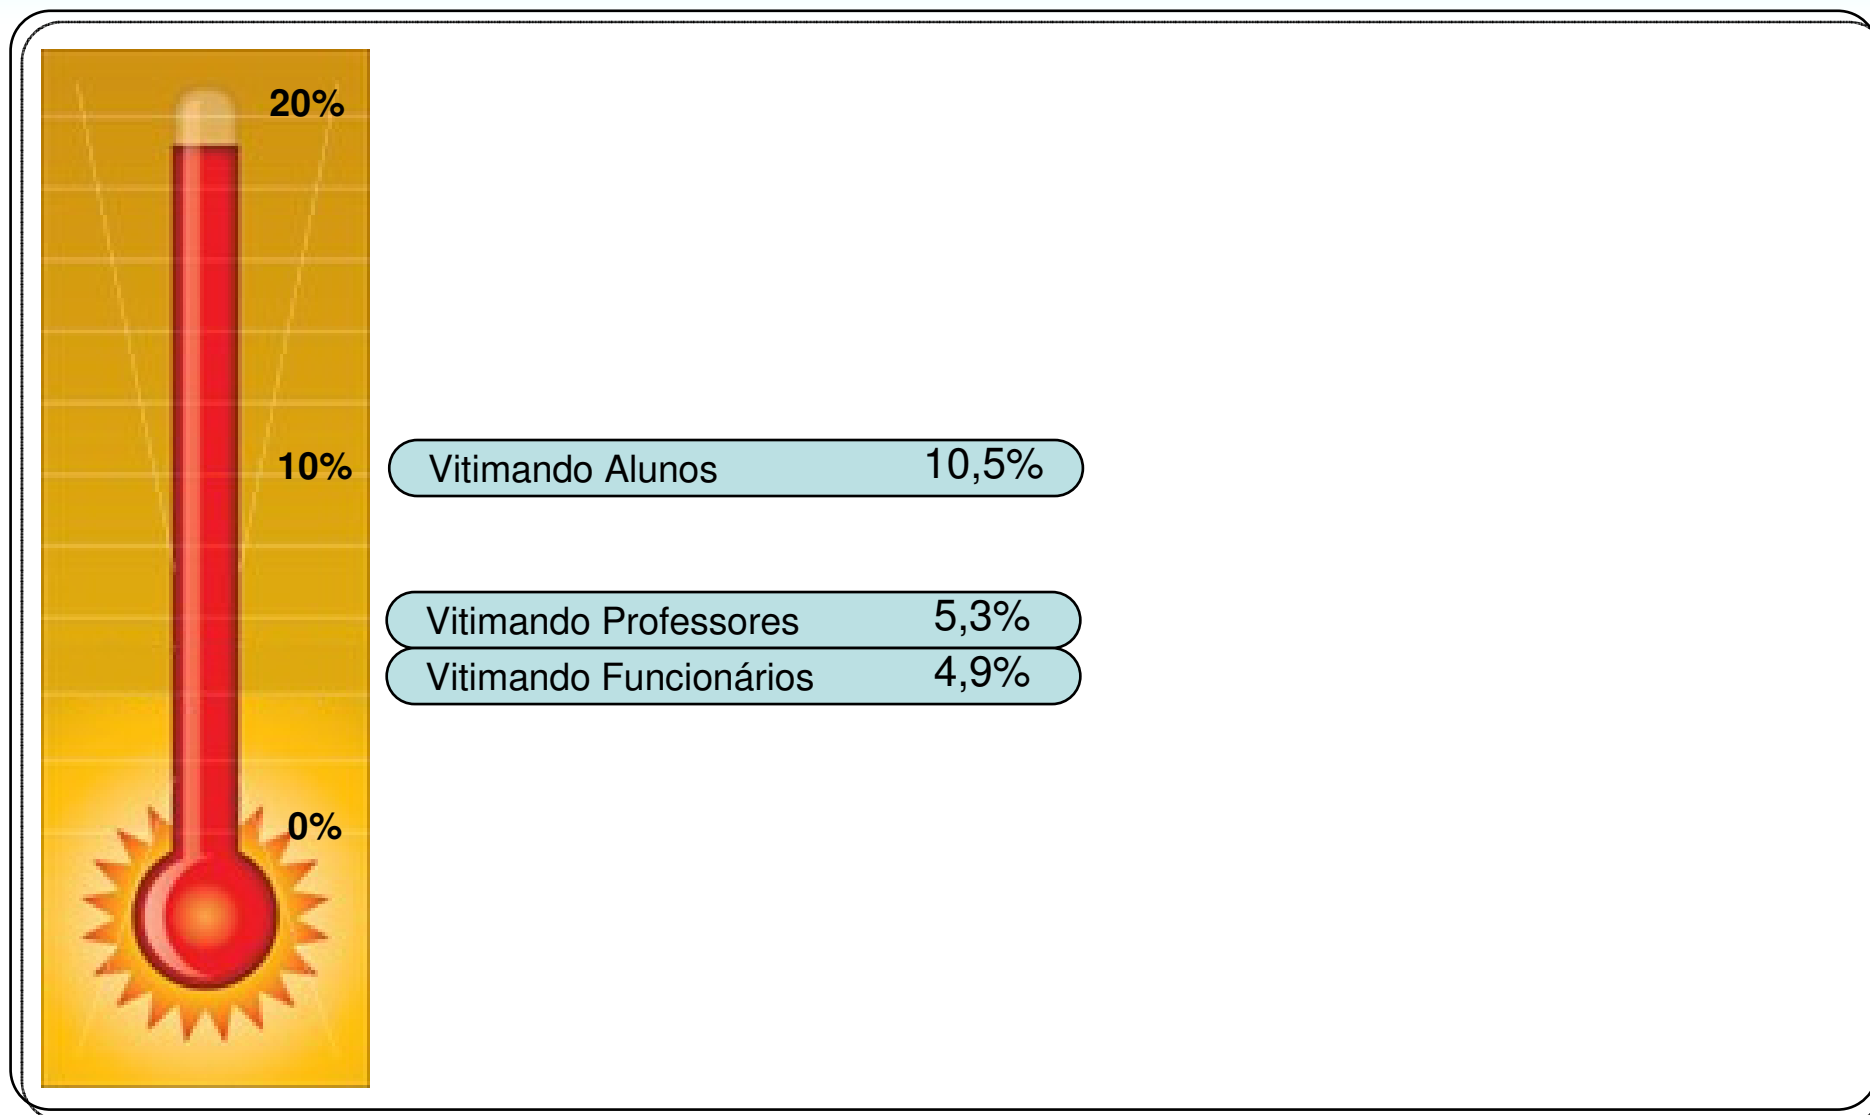 20%
10%
Vitimando Alunos 10,5%
Vitimando Professores 5,3%
Vitimando Funcionários 4,9%
0%